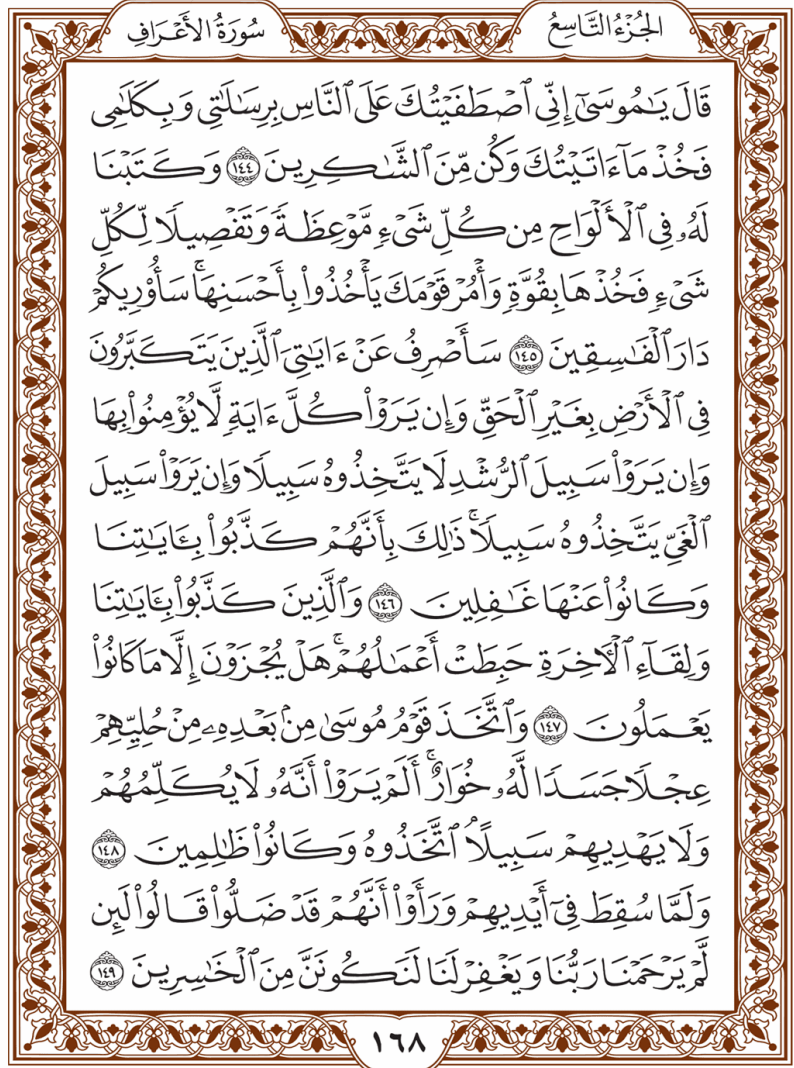 الجُزْءُ التَّاسِعُ
سُورَةُ الأَعْرَافِ
قَالَ يَٰمُوسَىٰٓ إِنِّي ٱصۡطَفَيۡتُكَ عَلَى ٱلنَّاسِ بِرِسَٰلَٰتِي وَبِكَلَٰمِي
فَخُذۡ مَآ ءَاتَيۡتُكَ وَكُن مِّنَ ٱلشَّٰكِرِينَ ١٤٤ وَكَتَبۡنَا
لَهُۥ فِي ٱلۡأَلۡوَاحِ مِن كُلِّ شَيۡءٖ مَّوۡعِظَةٗ وَتَفۡصِيلٗا لِّكُلِّ
شَيۡءٖ فَخُذۡهَا بِقُوَّةٖ وَأۡمُرۡ قَوۡمَكَ يَأۡخُذُواْ بِأَحۡسَنِهَاۚ سَأُوْرِيكُمۡ
دَارَ ٱلۡفَٰسِقِينَ ١٤٥ سَأَصۡرِفُ عَنۡ ءَايَٰتِيَ ٱلَّذِينَ يَتَكَبَّرُونَ
فِي ٱلۡأَرۡضِ بِغَيۡرِ ٱلۡحَقِّ وَإِن يَرَوۡاْ كُلَّ ءَايَةٖ لَّا يُؤۡمِنُواْ بِهَا
وَإِن يَرَوۡاْ سَبِيلَ ٱلرُّشۡدِ لَا يَتَّخِذُوهُ سَبِيلٗا وَإِن يَرَوۡاْ سَبِيلَ
ٱلۡغَيِّ يَتَّخِذُوهُ سَبِيلٗاۚ ذَٰلِكَ بِأَنَّهُمۡ كَذَّبُواْ بِـَٔايَٰتِنَا
وَكَانُواْ عَنۡهَا غَٰفِلِينَ ١٤٦ وَٱلَّذِينَ كَذَّبُواْ بِـَٔايَٰتِنَا
وَلِقَآءِ ٱلۡأٓخِرَةِ حَبِطَتۡ أَعۡمَٰلُهُمۡۚ هَلۡ يُجۡزَوۡنَ إِلَّا مَا كَانُواْ
يَعۡمَلُونَ ١٤٧ وَٱتَّخَذَ قَوۡمُ مُوسَىٰ مِنۢ بَعۡدِهِۦ مِنۡ حُلِيِّهِمۡ
عِجۡلٗا جَسَدٗا لَّهُۥ خُوَارٌۚ أَلَمۡ يَرَوۡاْ أَنَّهُۥ لَا يُكَلِّمُهُمۡ
وَلَا يَهۡدِيهِمۡ سَبِيلًاۘ ٱتَّخَذُوهُ وَكَانُواْ ظَٰلِمِينَ ١٤٨
وَلَمَّا سُقِطَ فِيٓ أَيۡدِيهِمۡ وَرَأَوۡاْ أَنَّهُمۡ قَدۡ ضَلُّواْ قَالُواْ لَئِن
لَّمۡ يَرۡحَمۡنَا رَبُّنَا وَيَغۡفِرۡ لَنَا لَنَكُونَنَّ مِنَ ٱلۡخَٰسِرِينَ ١٤٩
١٦٨